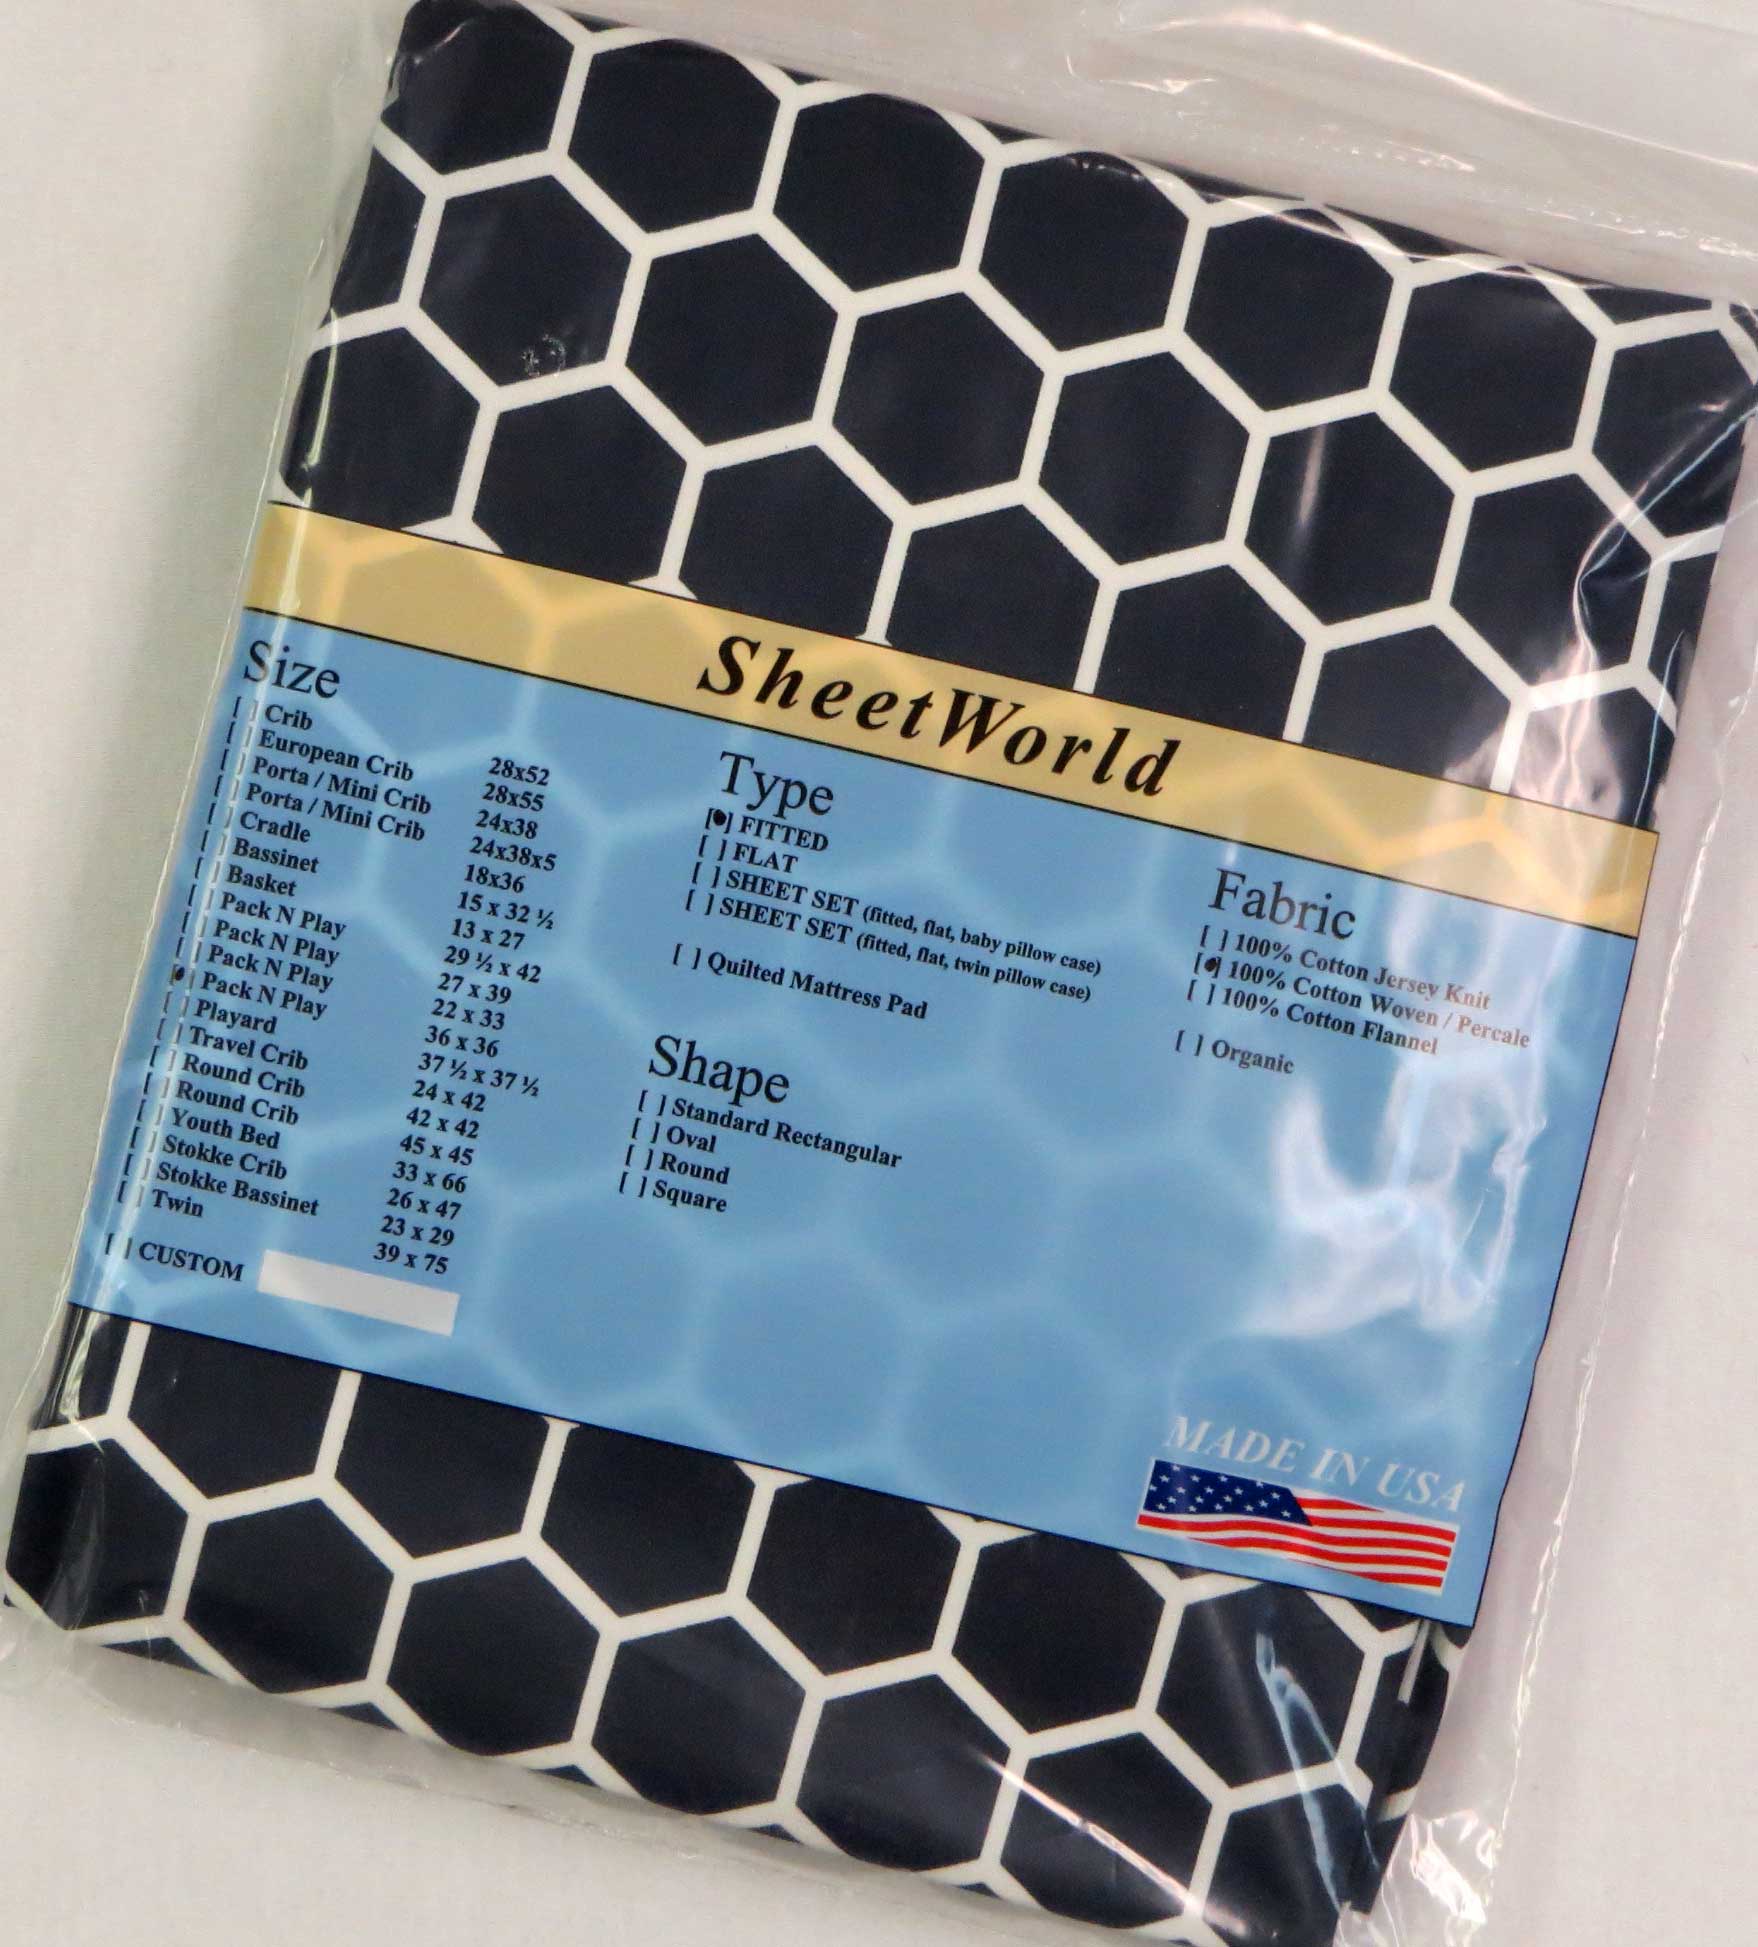 SheetWorld
Size
[ ] Crib 28x52
[ ] European Crib 28x55
[ ] Porta / Mini Crib 24x38
[ ] Porta / Mini Crib 24x38x5
[ ] Cradle 18x36
[ ] Bassinet 15 x 32 ½
[ ] Basket 13 x 27
[ ] Pack N Play 29 ½ x 42
[ ] Pack N Play 27 x 39
[ ] Pack N Play 22 x 33
[●] Pack N Play 36 x 36
[ ] Playard 37 ½ x 37 ½
[ ] Travel Crib 24 x 42
[ ] Round Crib 42 x 42
[ ] Round Crib 45 x 45
[ ] Youth Bed 33 x 66
[ ] Stokke Crib 26 x 47
[ ] Stokke Bassinet 23 x 29
[ ] Twin 39 x 75
[ ] CUSTOM
Type
[●] FITTED
[ ] FLAT
[ ] SHEET SET (fitted, flat, baby pillow case)
[ ] SHEET SET (fitted, flat, twin pillow case)
[ ] Quilted Mattress Pad
Shape
[ ] Standard Rectangular
[ ] Oval
[ ] Round
[ ] Square
Fabric
[ ] 100% Cotton Jersey Knit
[●] 100% Cotton Woven / Percale
[ ] 100% Cotton Flannel
[ ] Organic
MADE IN USA